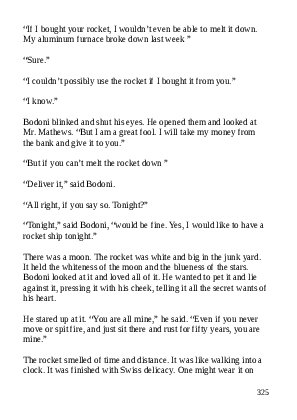 “If I bought your rocket, I wouldn’t even be able to melt it down.
My aluminum furnace broke down last week ”
“Sure.”
“I couldn’t possibly use the rocket if I bought it from you.”
“I know.”
Bodoni blinked and shut his eyes. He opened them and looked at
Mr. Mathews. “But I am a great fool. I will take my money from
the bank and give it to you.”
“But if you can’t melt the rocket down ”
“Deliver it,” said Bodoni.
“All right, if you say so. Tonight?”
“Tonight,” said Bodoni, “would be fine. Yes, I would like to have a
rocket ship tonight.”
There was a moon. The rocket was white and big in the junk yard.
It held the whiteness of the moon and the blueness of the stars.
Bodoni looked at it and loved all of it. He wanted to pet it and lie
against it, pressing it with his cheek, telling it all the secret wants of
his heart.
He stared up at it. “You are all mine,” he said. “Even if you never
move or spit fire, and just sit there and rust for fifty years, you are
mine.”
The rocket smelled of time and distance. It was like walking into a
clock. It was finished with Swiss delicacy. One might wear it on
325